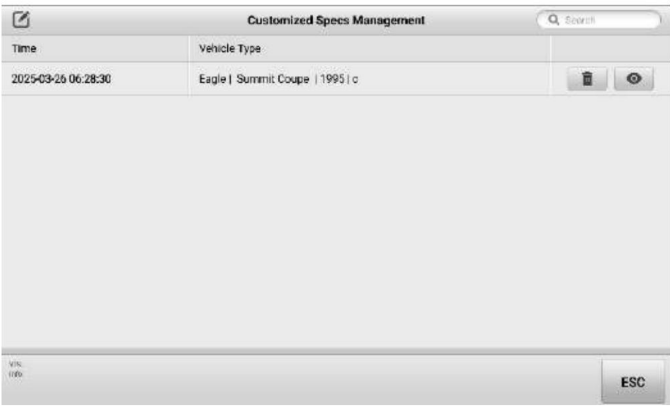 Customized Specs Management
Search
Time
Vehicle Type
2025-03-26 06:28:30
Eagle | Summit Coupe | 1995 | c
ESC